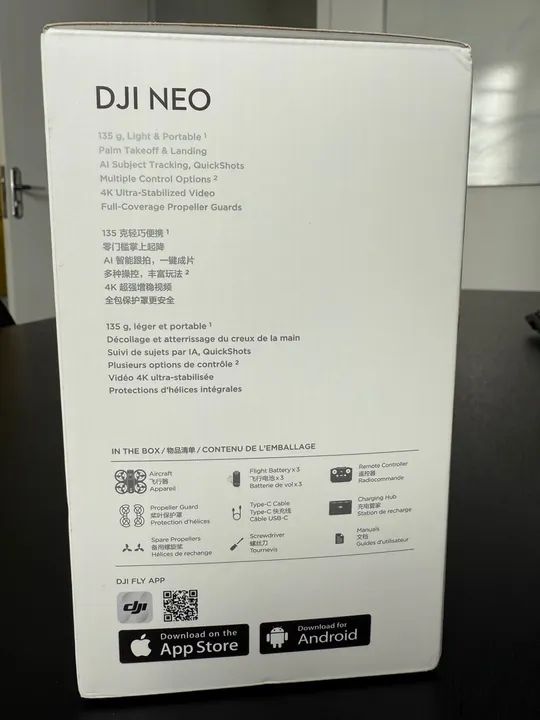 DJI NEO
135 g, Light & Portable ¹
Palm Takeoff & Landing
AI Subject Tracking, QuickShots
Multiple Control Options ²
4K Ultra-Stabilized Video
Full-Coverage Propeller Guards
135 克轻巧便携 ¹
零门槛掌上起降
AI 智能跟拍，一键成片
多种操控，丰富玩法 ²
4K 超强增稳视频
全包保护罩更安全
135 g, léger et portable ¹
Décollage et atterrissage du creux de la main
Suivi de sujets par IA, QuickShots
Plusieurs options de contrôle ²
Vidéo 4K ultra-stabilisée
Protections d'hélices intégrales
IN THE BOX / 物品清单 / CONTENU DE L'EMBALLAGE
Aircraft
飞行器
Appareil
Flight Battery x 3
飞行电池 x 3
Batterie de vol x 3
Remote Controller
遥控器
Radiocommande
Propeller Guard
桨叶保护罩
Protection d'hélices
Type-C Cable
Type-C 快充线
Câble USB-C
Charging Hub
充电管家
Station de recharge
Spare Propellers
备用螺旋桨
Hélices de rechange
Screwdriver
螺丝刀
Tournevis
Manuals
文档
Guides d'utilisateur
DJI FLY APP
dji
Download on the
App Store
Download for
Android